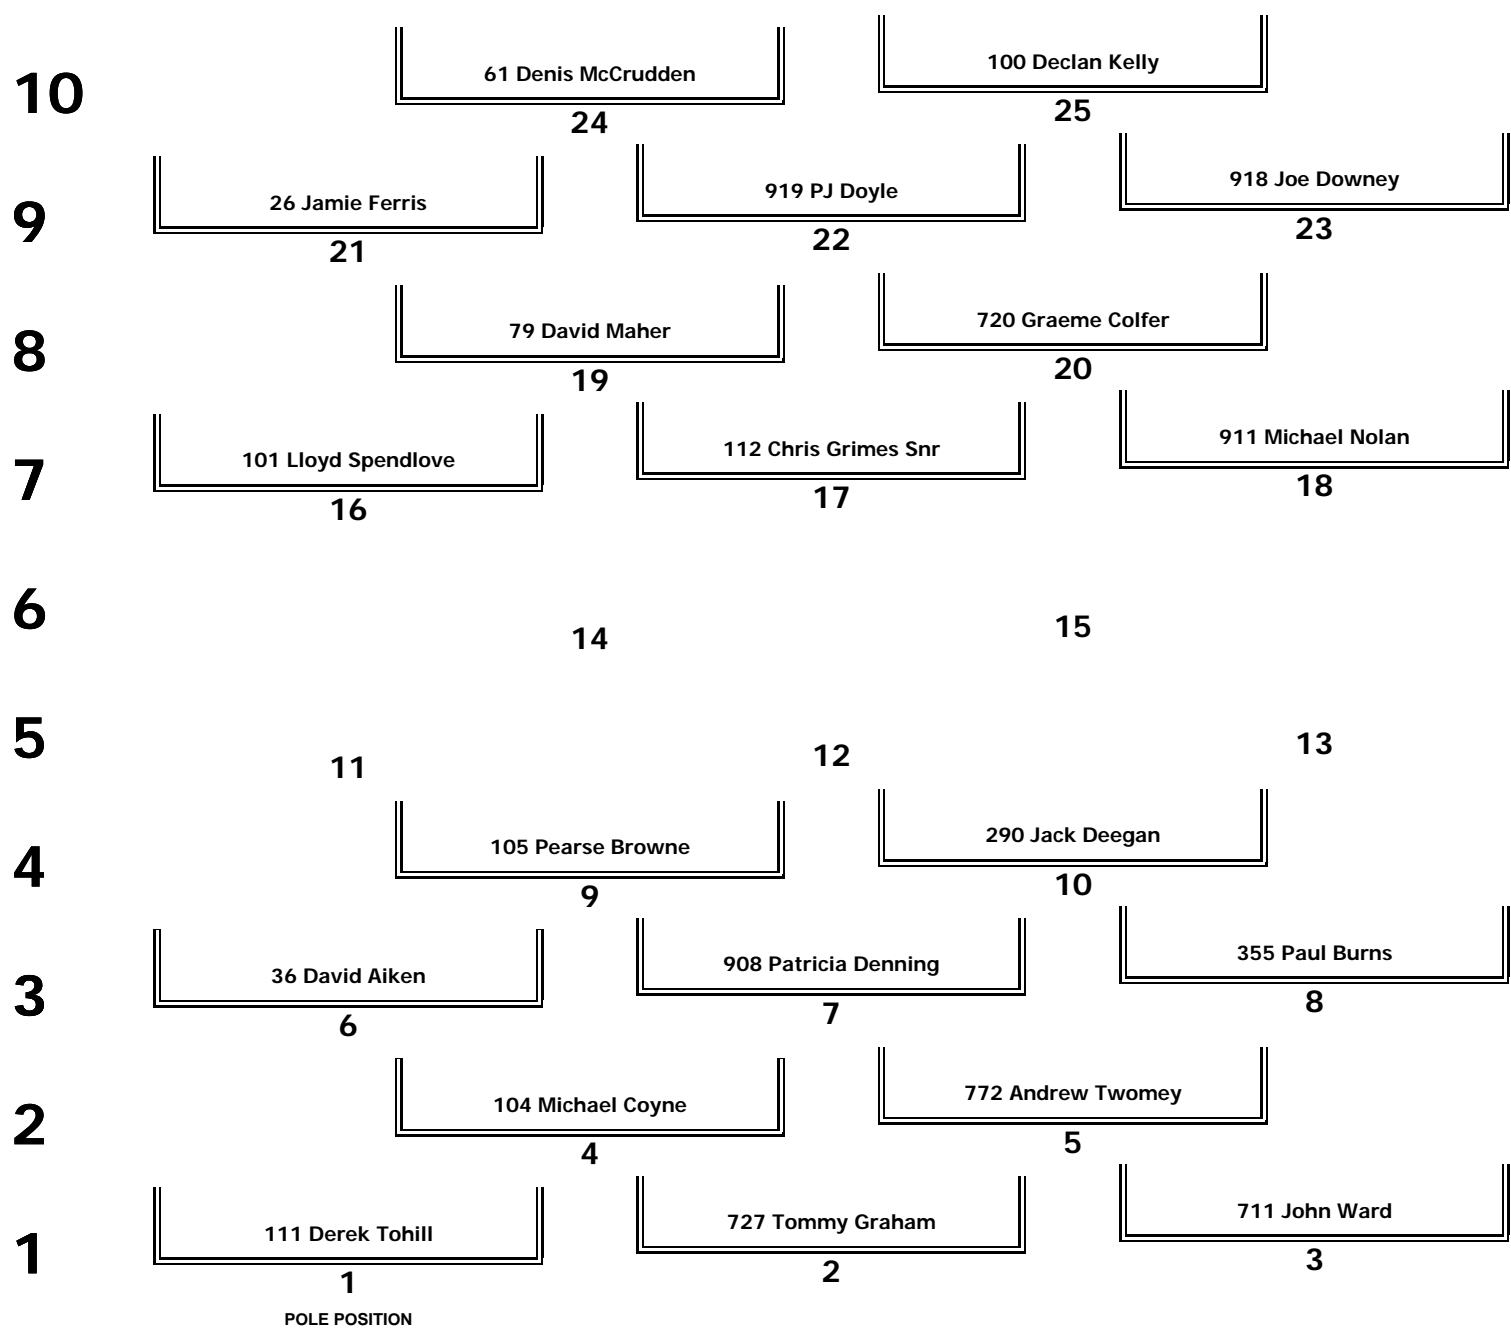 10
61 Denis McCrudden
100 Declan Kelly
24
25
9
26 Jamie Ferris
919 PJ Doyle
918 Joe Downey
21
22
23
8
79 David Maher
720 Graeme Colfer
19
20
7
101 Lloyd Spendlove
112 Chris Grimes Snr
911 Michael Nolan
16
17
18
6
14
15
5
11
12
13
4
105 Pearse Browne
290 Jack Deegan
9
10
3
36 David Aiken
908 Patricia Denning
355 Paul Burns
6
7
8
2
104 Michael Coyne
772 Andrew Twomey
4
5
1
111 Derek Tohill
727 Tommy Graham
711 John Ward
1
2
3
POLE POSITION